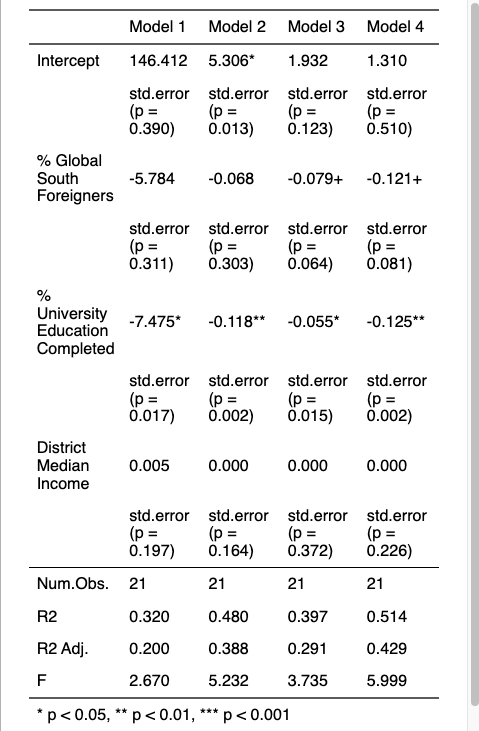 Model 1 Model 2 Model 3 Model 4
Intercept 146.412 5.306* 1.932 1.310
std.error std.error std.error std.error
(p = (p = (p = (p =
0.390) 0.013) 0.123) 0.510)
% Global
South -5.784 -0.068 -0.079+ -0.121+
Foreigners
std.error std.error std.error std.error
(p = (p = (p = (p =
0.311) 0.303) 0.064) 0.081)
%
University
Education -7.475* -0.118** -0.055* -0.125**
Completed
std.error std.error std.error std.error
(p = (p = (p = (p =
0.017) 0.002) 0.015) 0.002)
District
Median 0.005 0.000 0.000 0.000
Income
std.error std.error std.error std.error
(p = (p = (p = (p =
0.197) 0.164) 0.372) 0.226)
Num.Obs. 21 21 21 21
R2 0.320 0.480 0.397 0.514
R2 Adj. 0.200 0.388 0.291 0.429
F 2.670 5.232 3.735 5.999
* p < 0.05, ** p < 0.01, *** p < 0.001